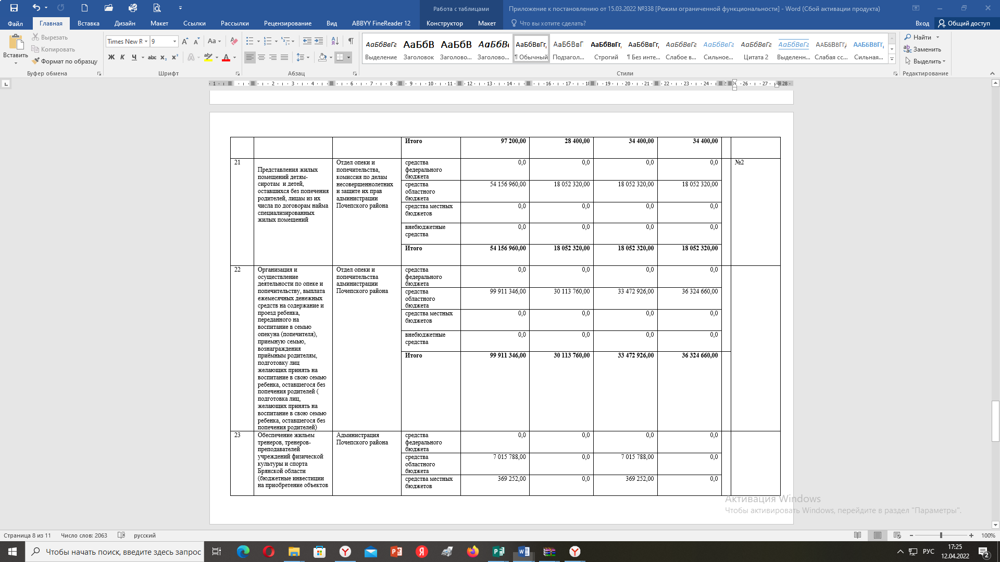 Работа с таблицами
Приложение к постановлению от 15.03.2022 №338 [Режим ограниченной функциональности] - Word (Сбой активации продукта)
Файл Главная Вставка Дизайн Макет Ссылки Рассылки Рецензирование Вид ABBYY FineReader 12 Конструктор Макет Что вы хотите сделать? Вход Общий доступ
Вставить
Вырезать
Копировать
Формат по образцу
Буфер обмена
Times New R 9
Ж К Ч abc x₂ x²
Шрифт
Абзац
АаБбВвГг АаБбВ АаБбВ АаБбВ АаБбВвГг, АаБбВвГ АаБбВвГг, АаБбВвГг, АаБбВвГг АаБбВвГг АаБбВвГг АаБбВвГг АаБбВвГг АаБбВвГг,
Выделение Заголовок Заголово... Заголово... ¶ Обычный Подзагол... Строгий ¶ Без инте... Слабое в... Сильное... Цитата 2 Выделенн... Слабая сс... Сильная...
Стили
Найти
Заменить
Выделить
Редактирование
Итого 97 200,00 28 400,00 34 400,00 34 400,00
21
Представления жилых
помещений детям-
сиротам и детей,
оставшихся без попечения
родителей, лицам из их
числа по договорам найма
специализированных
жилых помещений
Отдел опеки и
попечительства,
комиссия по делам
несовершеннолетних
и защите их прав
администрации
Почепского района
средства
федерального
бюджета
0,0 0,0 0,0 0,0
№2
средства
областного
бюджета
54 156 960,00 18 052 320,00 18 052 320,00 18 052 320,00
средства местных
бюджетов
0,0 0,0 0,0 0,0
внебюджетные
средства
0,0 0,0 0,0 0,0
Итого 54 156 960,00 18 052 320,00 18 052 320,00 18 052 320,00
22
Организация и
осуществление
деятельности по опеке и
попечительству, выплата
ежемесячных денежных
средств на содержание и
проезд ребенка,
переданного на
воспитание в семью
опекуна (попечителя),
приемную семью,
вознаграждения
приёмным родителям,
подготовку лиц
желающих принять на
воспитание в свою семью
ребенка, оставшегося без
попечения родителей (
подготовка лиц,
желающих принять на
воспитание в свою семью
ребенка, оставшегося без
попечения родителей)
Отдел опеки и
попечительства
администрации
Почепского района
средства
федерального
бюджета
0,0 0,0 0,0 0,0
средства
областного
бюджета
99 911 346,00 30 113 760,00 33 472 926,00 36 324 660,00
средства местных
бюджетов
0,0 0,0 0,0 0,0
внебюджетные
средства
0,0 0,0 0,0 0,0
Итого 99 911 346,00 30 113 760,00 33 472 926,00 36 324 660,00
23
Обеспечение жильем
тренеров, тренеров-
преподавателей
учреждений физической
культуры и спорта
Брянской области
(бюджетные инвестиции
на приобретение объектов
Администрация
Почепского района
средства
федерального
бюджета
0,0 0,0 0,0 0,0
средства
областного
бюджета
7 015 788,00 0,0 7 015 788,00 0,0
средства местных
бюджетов
369 252,00 0,0 369 252,00 0,0
Активация Windows
Чтобы активировать Windows, перейдите в раздел "Параметры".
Страница 8 из 11 Число слов: 2063 русский 100%
Чтобы начать поиск, введите здесь запрос
РУС
17:25
12.04.2022
2